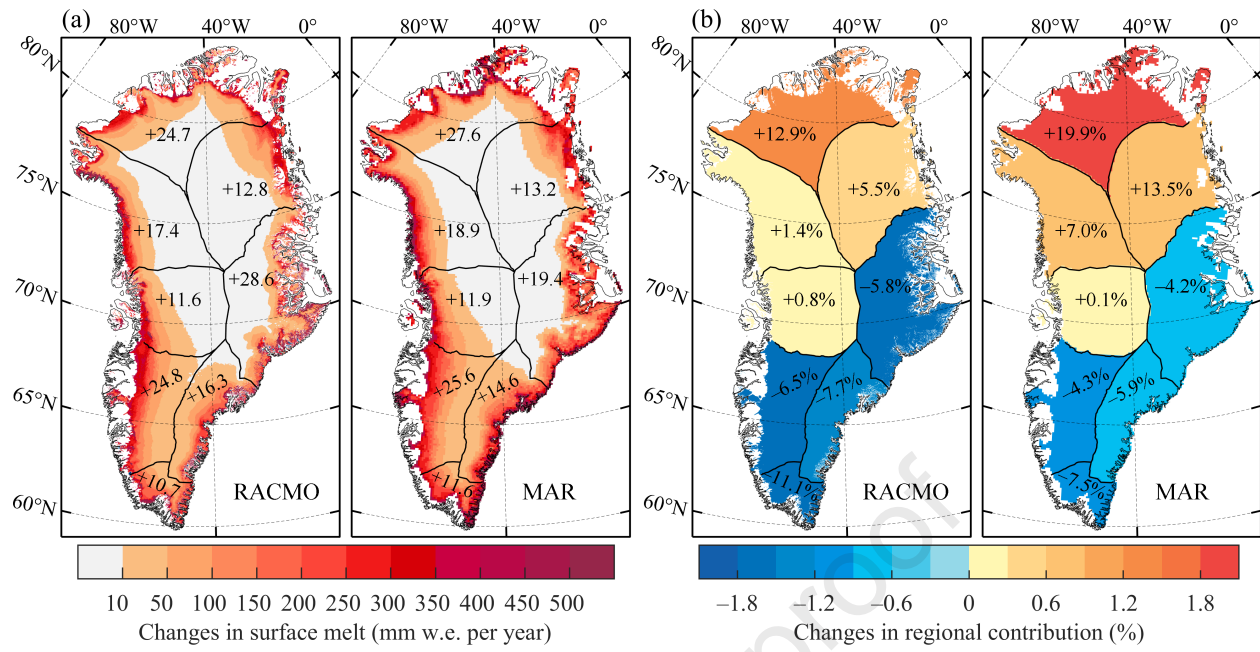 (a)
80°W 40°W 0°
80°W 40°W 0°
(b)
80°W 40°W 0°
80°W 40°W 0°
80°N
75°N
70°N
65°N
60°N
+24.7
+12.8
+17.4
+28.6
+11.6
+24.8
+16.3
+10.7
RACMO
+27.6
+13.2
+18.9
+19.4
+11.9
+25.6
+14.6
+11.6
MAR
80°N
75°N
70°N
65°N
60°N
+12.9%
+5.5%
+1.4%
−5.8%
+0.8%
−6.5%
−7.7%
−11.1%
RACMO
+19.9%
+13.5%
+7.0%
−4.2%
+0.1%
−4.3%
−5.9%
−7.5%
MAR
10 50 100 150 200 250 300 350 400 450 500
Changes in surface melt (mm w.e. per year)
−1.8 −1.2 −0.6 0 0.6 1.2 1.8
Changes in regional contribution (%)
proof